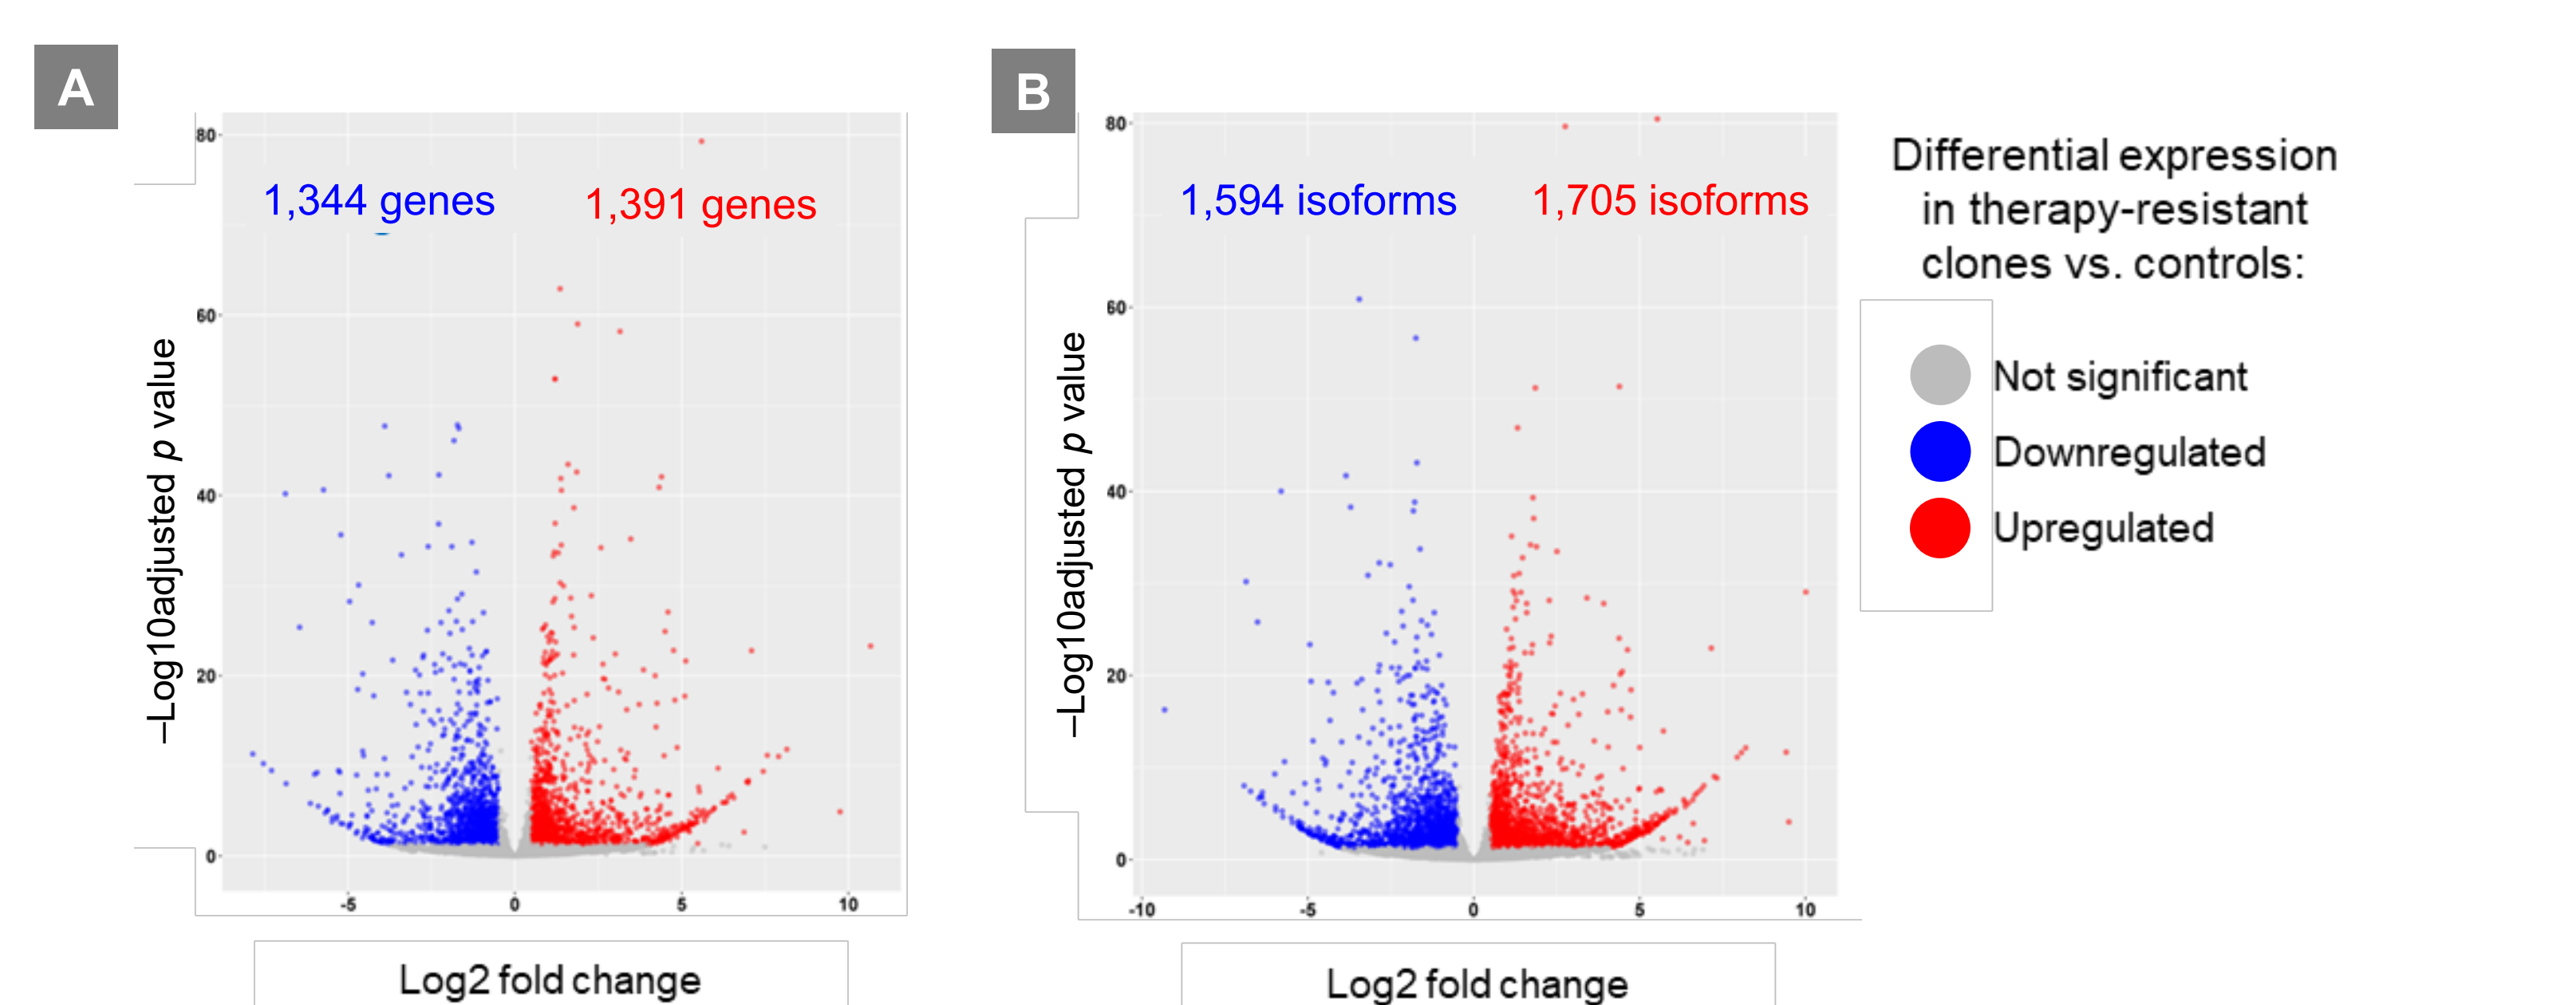 A
80
1,344 genes
1,391 genes
60
40
20
0
-5
0
5
10
–Log10adjusted p value
Log2 fold change
B
80
1,594 isoforms
1,705 isoforms
60
40
20
0
-10
-5
0
5
10
–Log10adjusted p value
Log2 fold change
Differential expression
in therapy-resistant
clones vs. controls:
Not significant
Downregulated
Upregulated